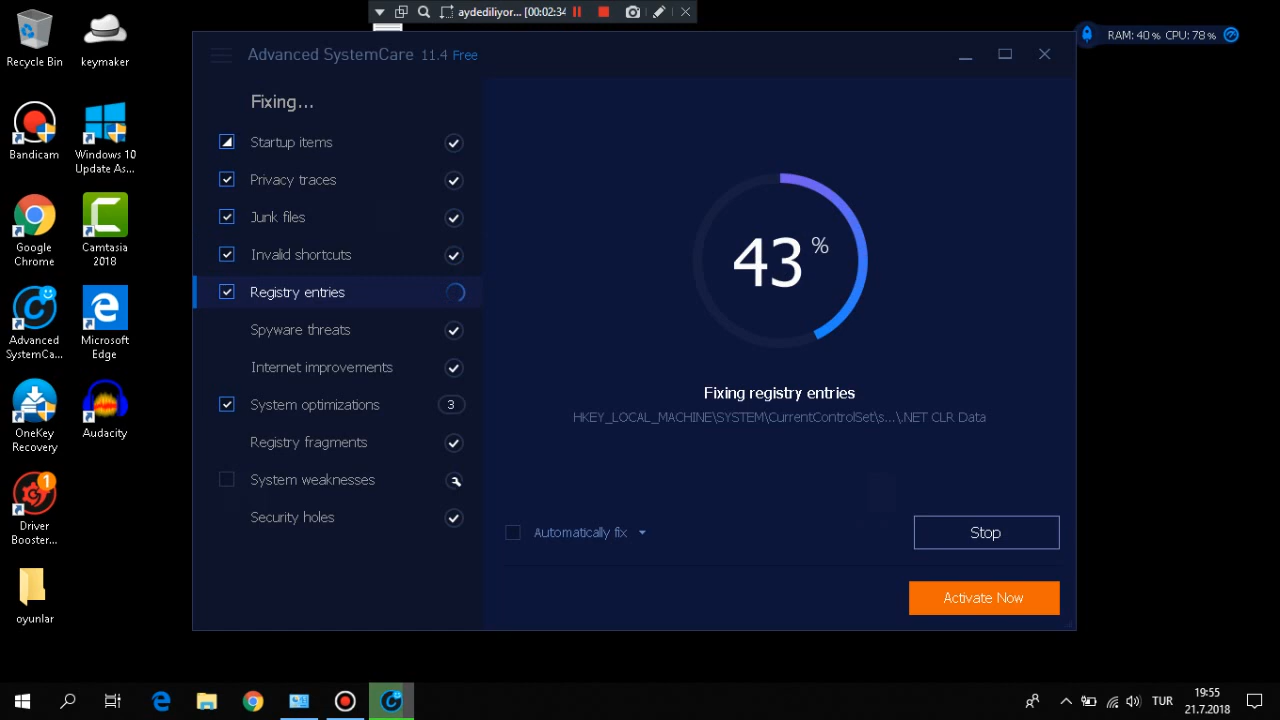 aydediliyor... [00:02:34
Recycle Bin
keymaker
Bandicam
Windows 10
Update As...
Google
Chrome
Camtasia
2018
Advanced
SystemCa...
Microsoft
Edge
OneKey
Recovery
Audacity
1
Driver
Booster...
oyunlar
Advanced SystemCare 11.4 Free
RAM: 40 % CPU: 78 %
Fixing...
Startup items
Privacy traces
Junk files
Invalid shortcuts
Registry entries
Spyware threats
Internet improvements
System optimizations 3
Registry fragments
System weaknesses
Security holes
43 %
Fixing registry entries
HKEY_LOCAL_MACHINE\SYSTEM\CurrentControlSet\s...\.NET CLR Data
Automatically fix
Stop
Activate Now
TUR
19:55
21.7.2018